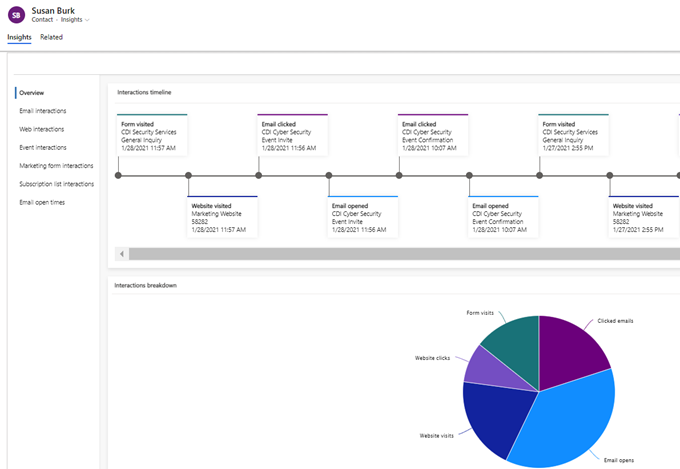 SB
Susan Burk
Contact · Insights
Insights Related
Overview
Email interactions
Web interactions
Event interactions
Marketing form interactions
Subscription list interactions
Email open times
Interactions timeline
Form visited
CDI Security Services
General Inquiry
1/28/2021 11:57 AM
Email clicked
CDI Cyber Security
Event Invite
1/28/2021 11:56 AM
Email clicked
CDI Cyber Security
Event Confirmation
1/28/2021 10:07 AM
Form visited
CDI Security Services
General Inquiry
1/27/2021 2:55 PM
Website visited
Marketing Website
58282
1/28/2021 11:57 AM
Email opened
CDI Cyber Security
Event Invite
1/28/2021 11:56 AM
Email opened
CDI Cyber Security
Event Confirmation
1/28/2021 10:07 AM
Website visited
Marketing Website
58282
1/27/2021 2:55 PM
Interactions breakdown
Form visits
Clicked emails
Website clicks
Website visits
Email opens